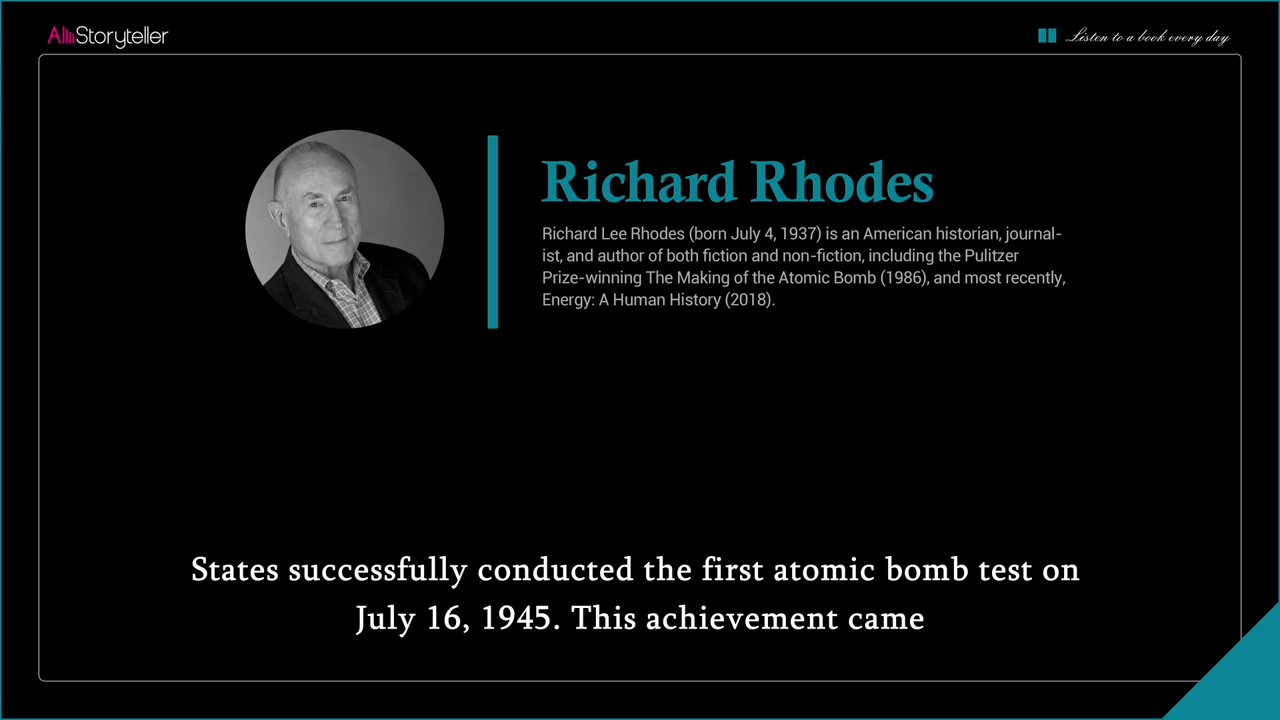 AllStoryteller
Listen to a book every day
Richard Rhodes
Richard Lee Rhodes (born July 4, 1937) is an American historian, journal-
ist, and author of both fiction and non-fiction, including the Pulitzer
Prize-winning The Making of the Atomic Bomb (1986), and most recently,
Energy: A Human History (2018).
States successfully conducted the first atomic bomb test on
July 16, 1945. This achievement came